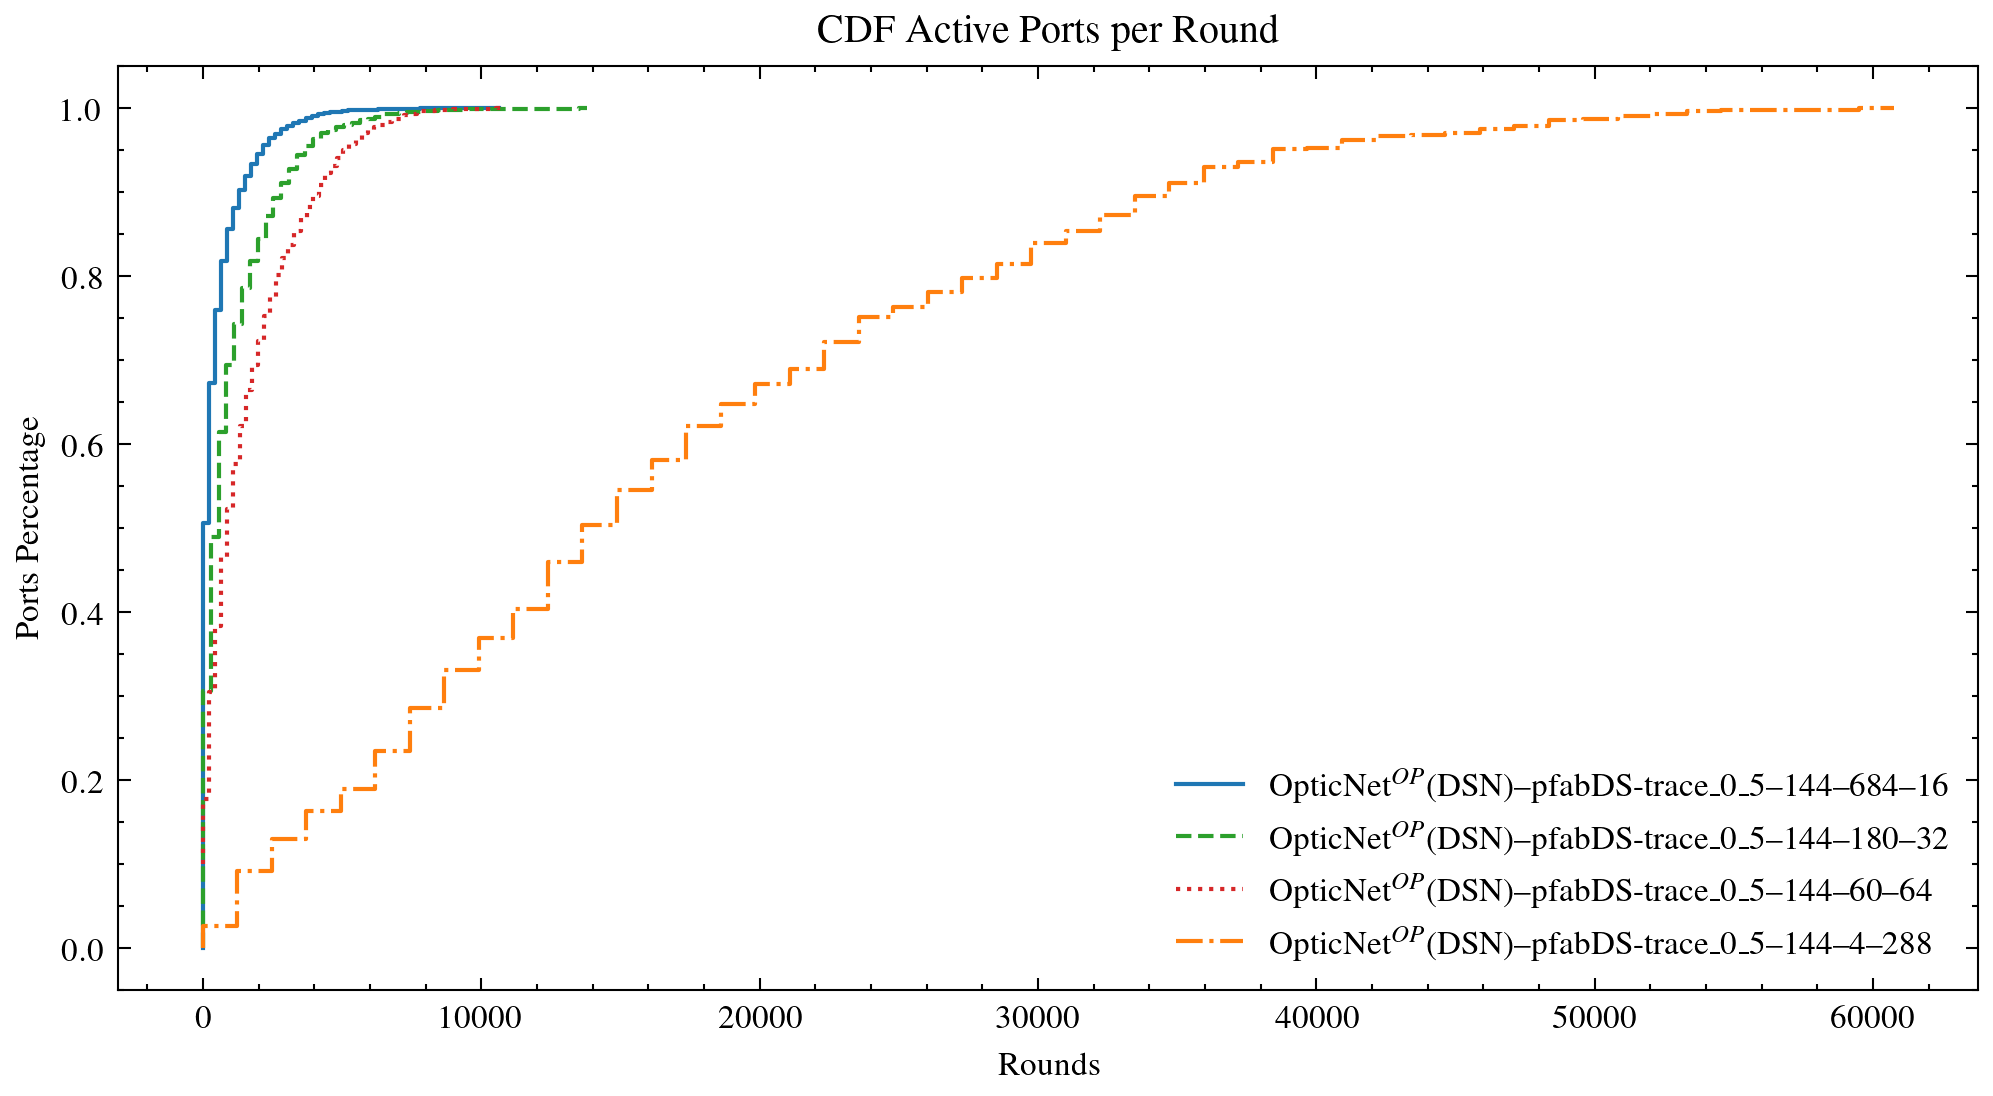 CDF Active Ports per Round
Ports Percentage
1.0
0.8
0.6
0.4
0.2
0.0
OpticNet^OP(DSN)–pfabDS-trace_0_5–144–684–16
OpticNet^OP(DSN)–pfabDS-trace_0_5–144–180–32
OpticNet^OP(DSN)–pfabDS-trace_0_5–144–60–64
OpticNet^OP(DSN)–pfabDS-trace_0_5–144–4–288
0 10000 20000 30000 40000 50000 60000
Rounds